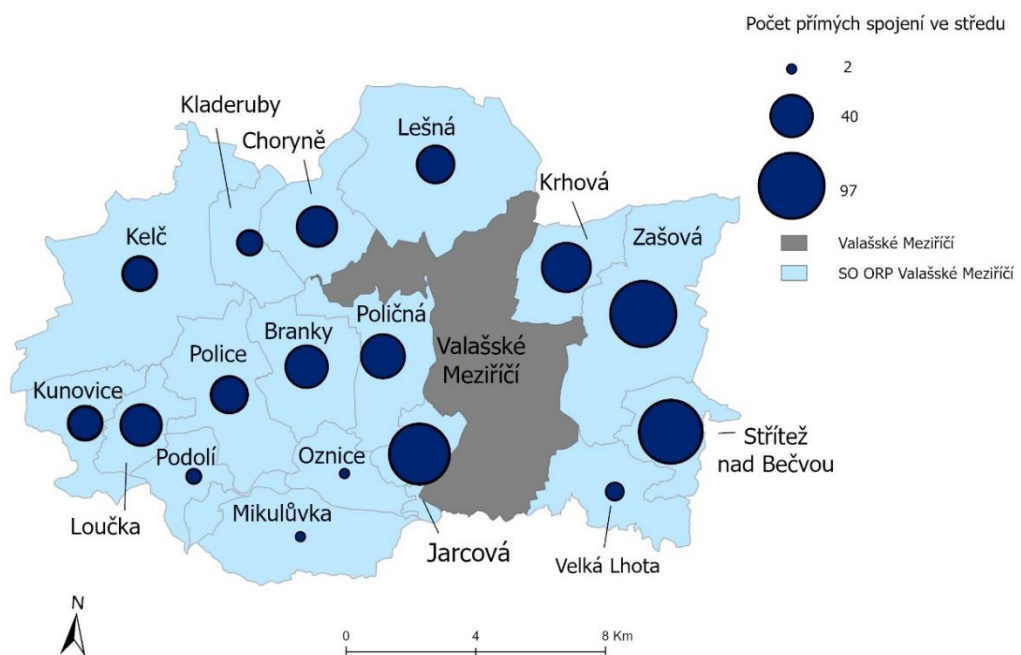 Počet přímých spojení ve středu
2
40
97
Valašské Meziříčí
SO ORP Valašské Meziříčí
Kladeruby
Choryně
Lešná
Krhová
Zašová
Kelč
Poličná
Branky
Police
Valašské
Meziříčí
Kunovice
Podolí
Oznice
Střítež
nad Bečvou
Loučka
Mikulůvka
Jarcová
Velká Lhota
N
0 4 8 Km